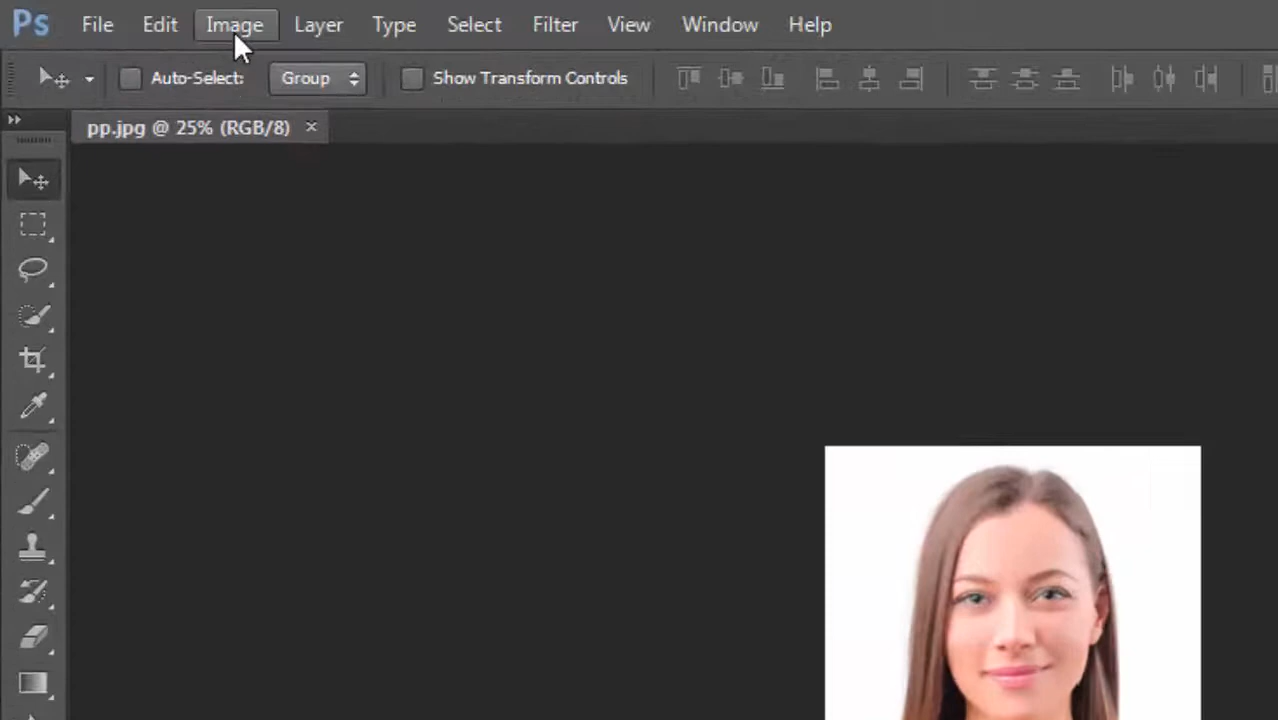 Ps File Edit Image Layer Type Select Filter View Window Help
Auto-Select: Group Show Transform Controls
pp.jpg @ 25% (RGB/8) ×